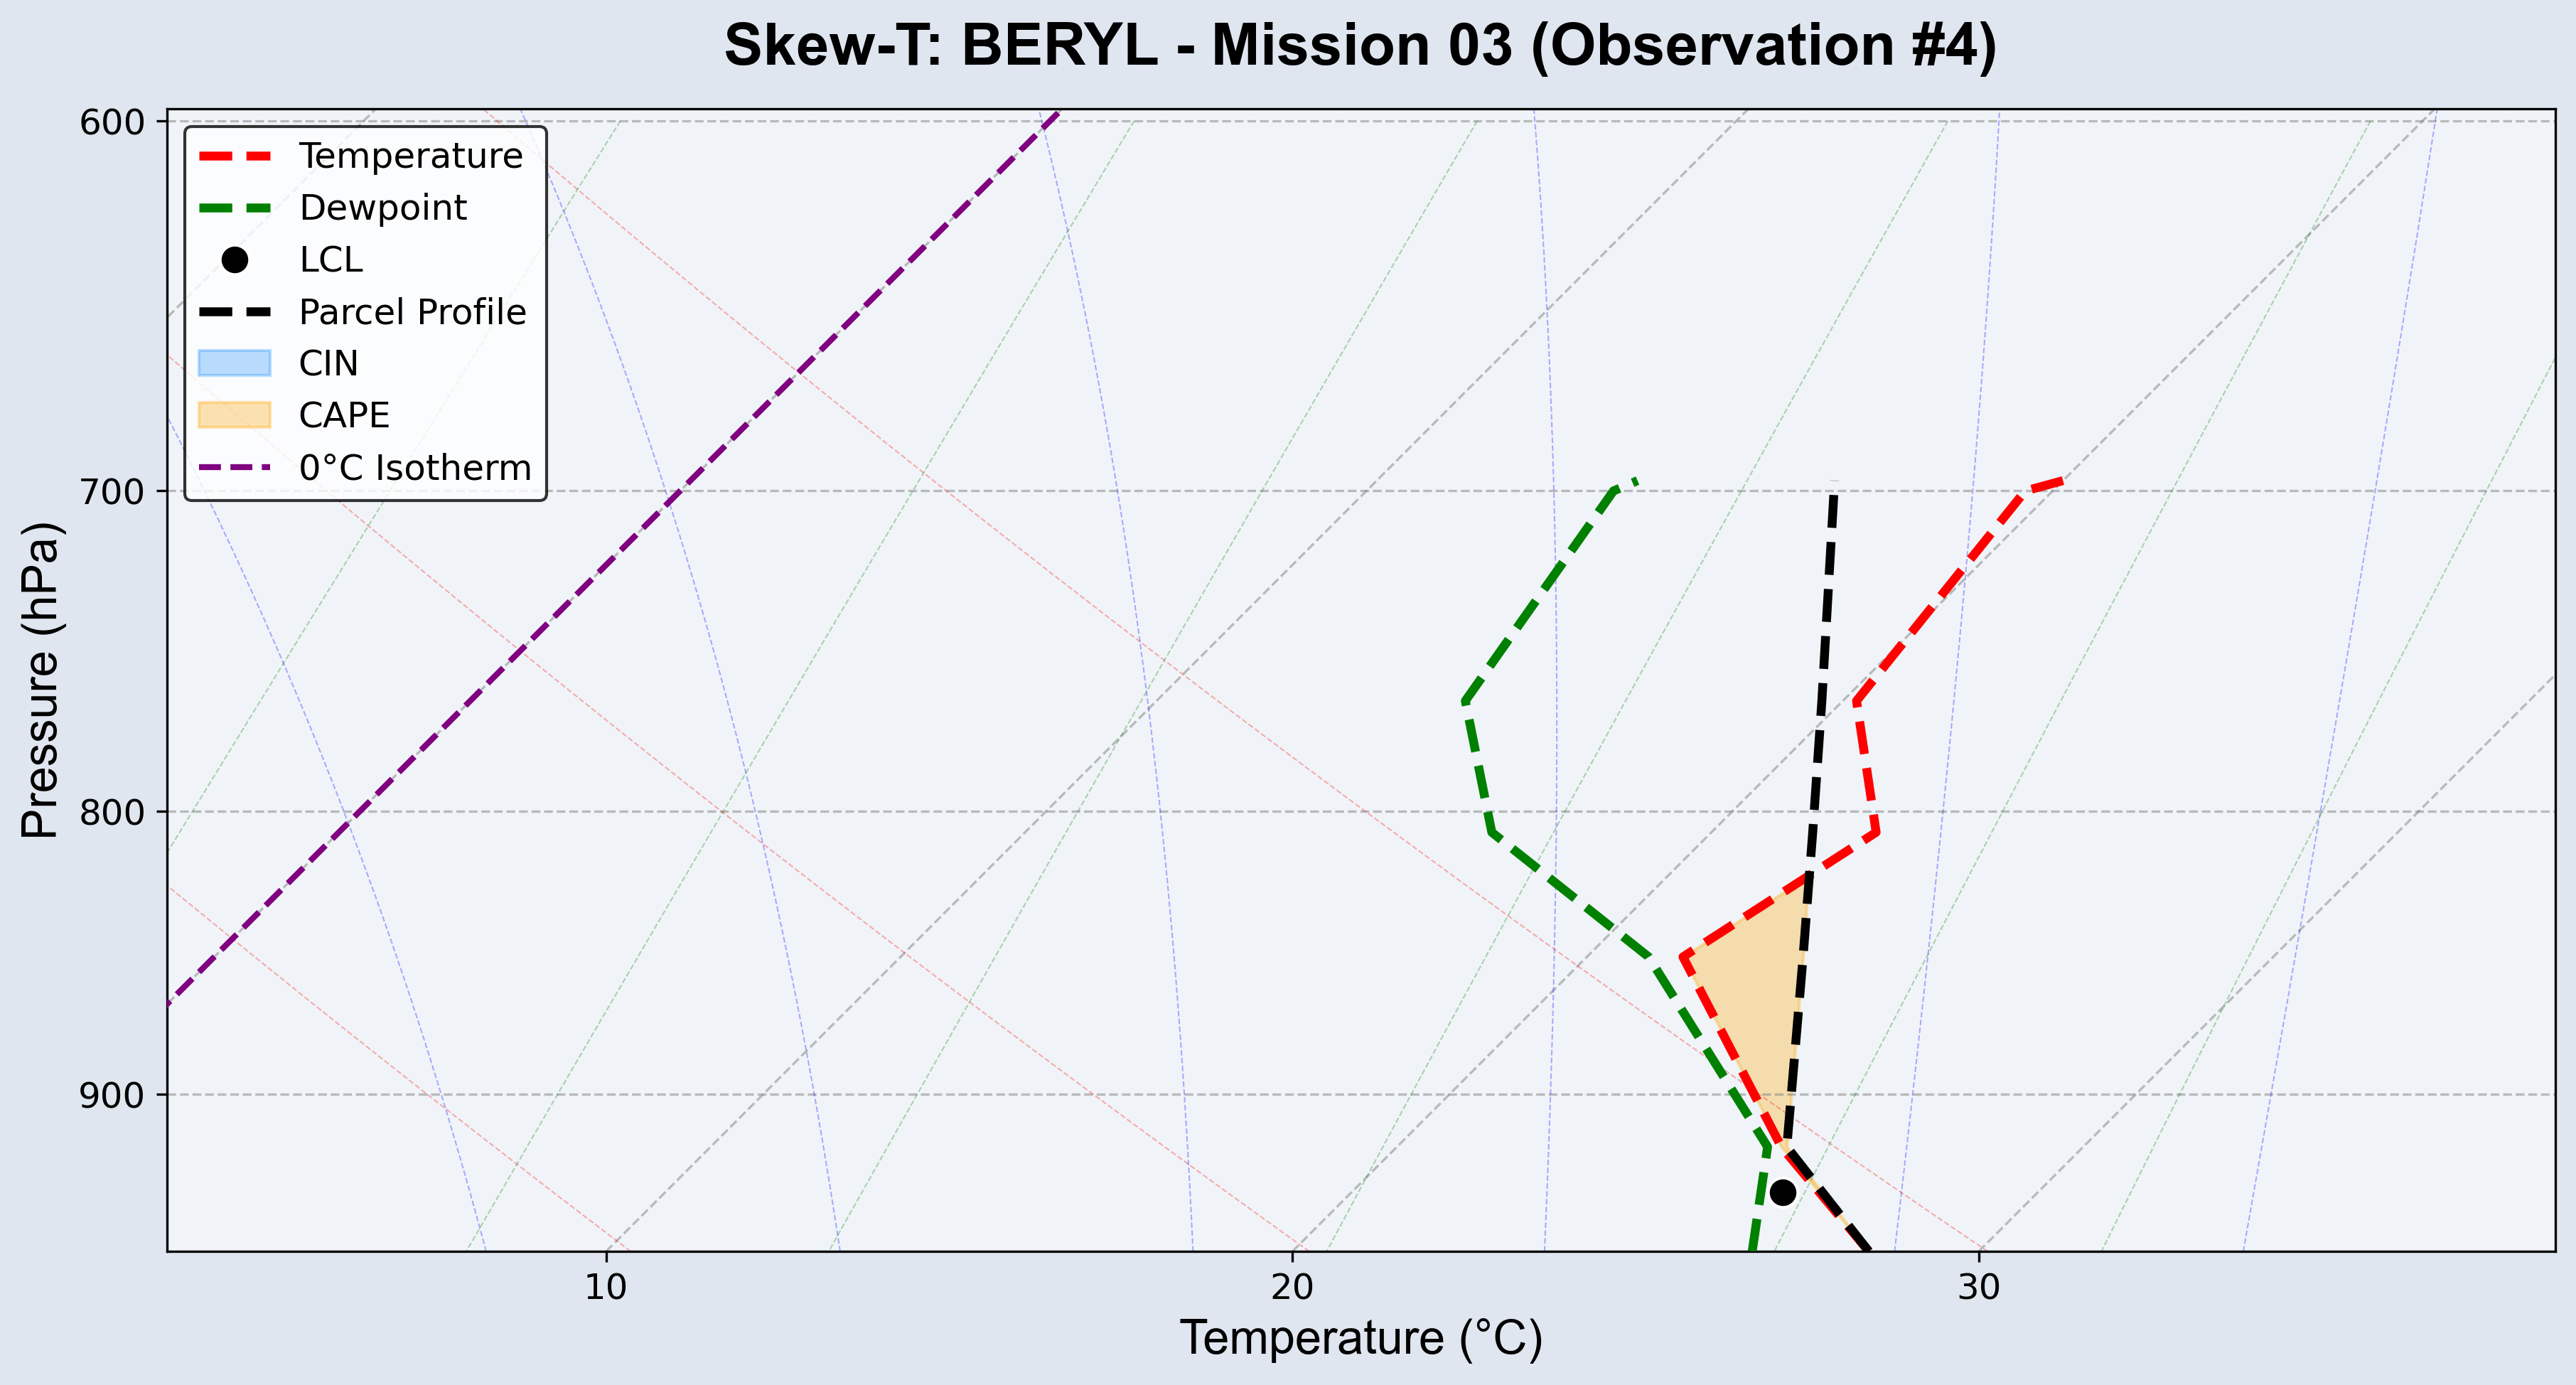 Skew-T: BERYL - Mission 03 (Observation #4)
600
700
800
900
Pressure (hPa)
Temperature
Dewpoint
LCL
Parcel Profile
CIN
CAPE
0°C Isotherm
10
20
30
Temperature (°C)